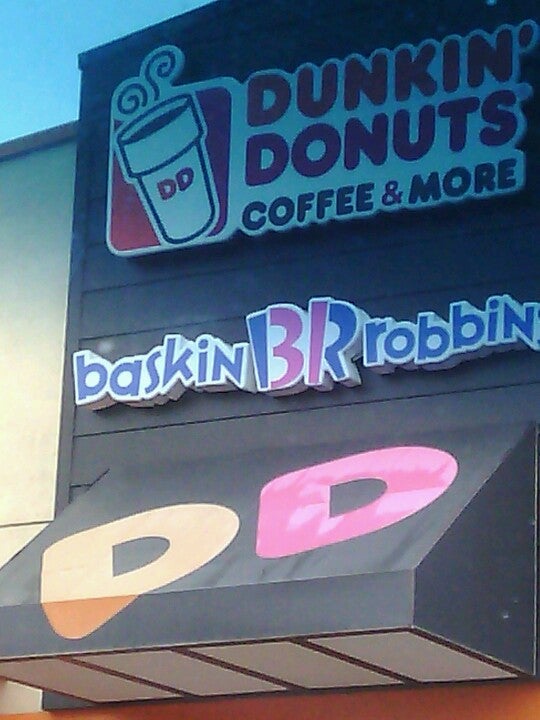 DUNKIN'
DONUTS
DD
COFFEE & MORE
baskin BR robbins
DD